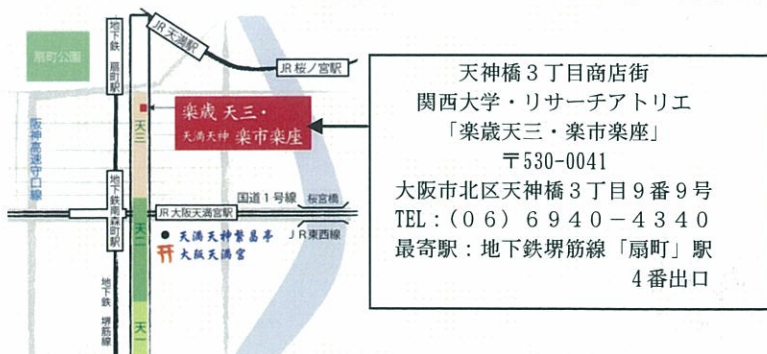 扇町公園
地下鉄 扇町駅
JR 天満駅
JR 桜ノ宮駅
阪神高速守口線
天三
楽歳 天三・
天満天神 楽市楽座
国道1号線
桜宮橋
地下鉄南森町駅
JR 大阪天満宮駅
JR東西線
天二
天満天神繁昌亭
大阪天満宮
地下鉄 堺筋線
天一
天神橋3丁目商店街
関西大学・リサーチアトリエ
「楽歳天三・楽市楽座」
〒530-0041
大阪市北区天神橋3丁目9番9号
TEL:(06)6940-4340
最寄駅:地下鉄堺筋線「扇町」駅
4番出口